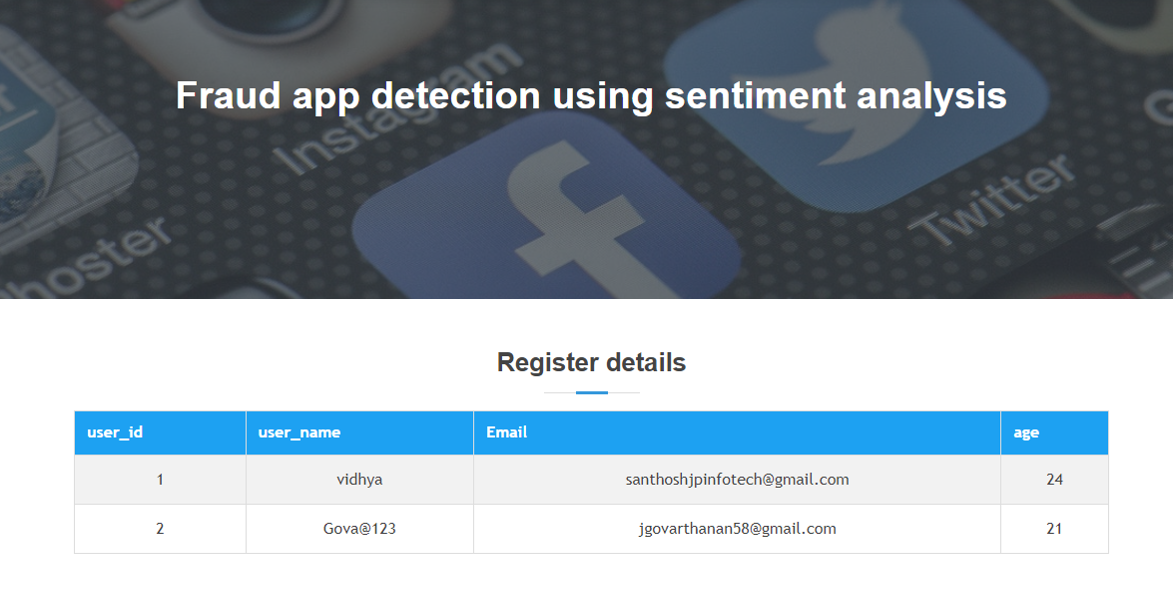 Fraud app detection using sentiment analysis
Instagram
Twitter
hoster
Register details
user_id user_name Email age
1 vidhya santhoshjpinfotech@gmail.com 24
2 Gova@123 jgovarthanan58@gmail.com 21